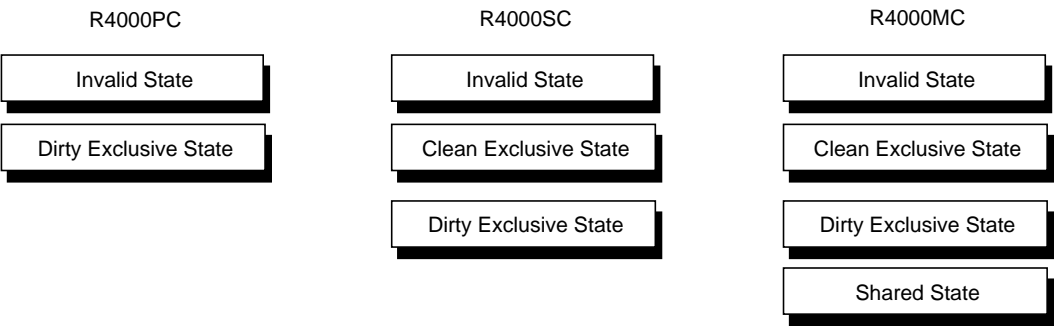 R4000PC
Invalid State
Dirty Exclusive State
R4000SC
Invalid State
Clean Exclusive State
Dirty Exclusive State
R4000MC
Invalid State
Clean Exclusive State
Dirty Exclusive State
Shared State